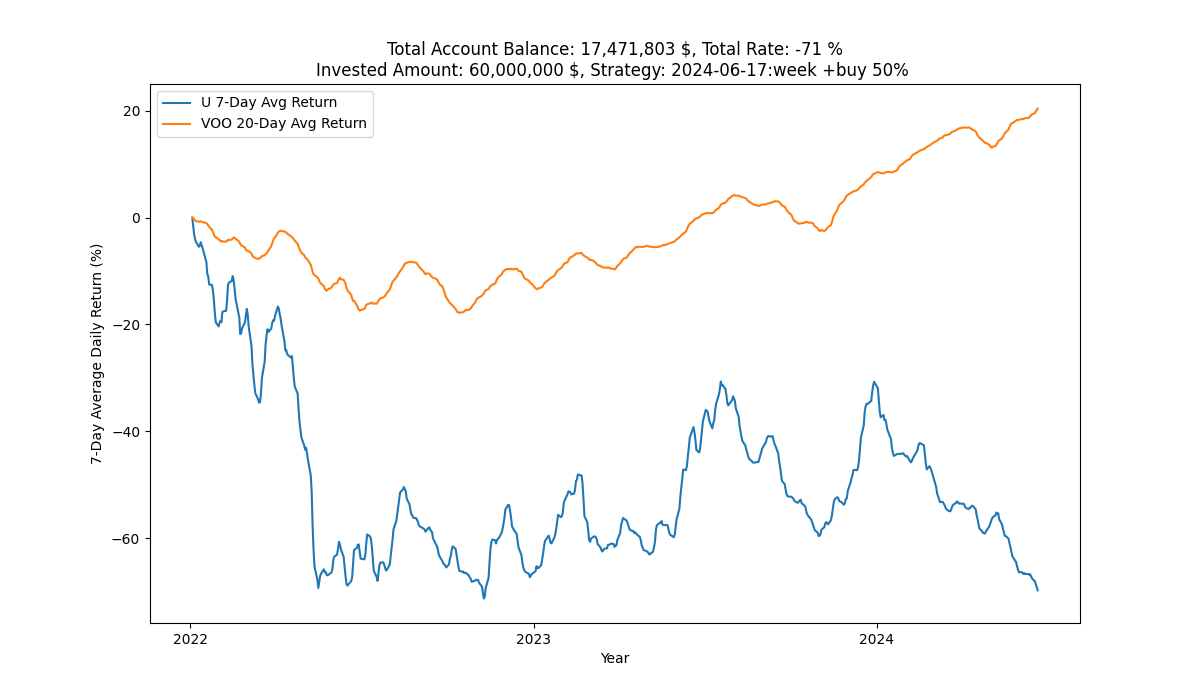 Total Account Balance: 17,471,803 $, Total Rate: -71 %
Invested Amount: 60,000,000 $, Strategy: 2024-06-17:week +buy 50%
U 7-Day Avg Return
VOO 20-Day Avg Return
7-Day Average Daily Return (%)
20
0
−20
−40
−60
2022
2023
2024
Year